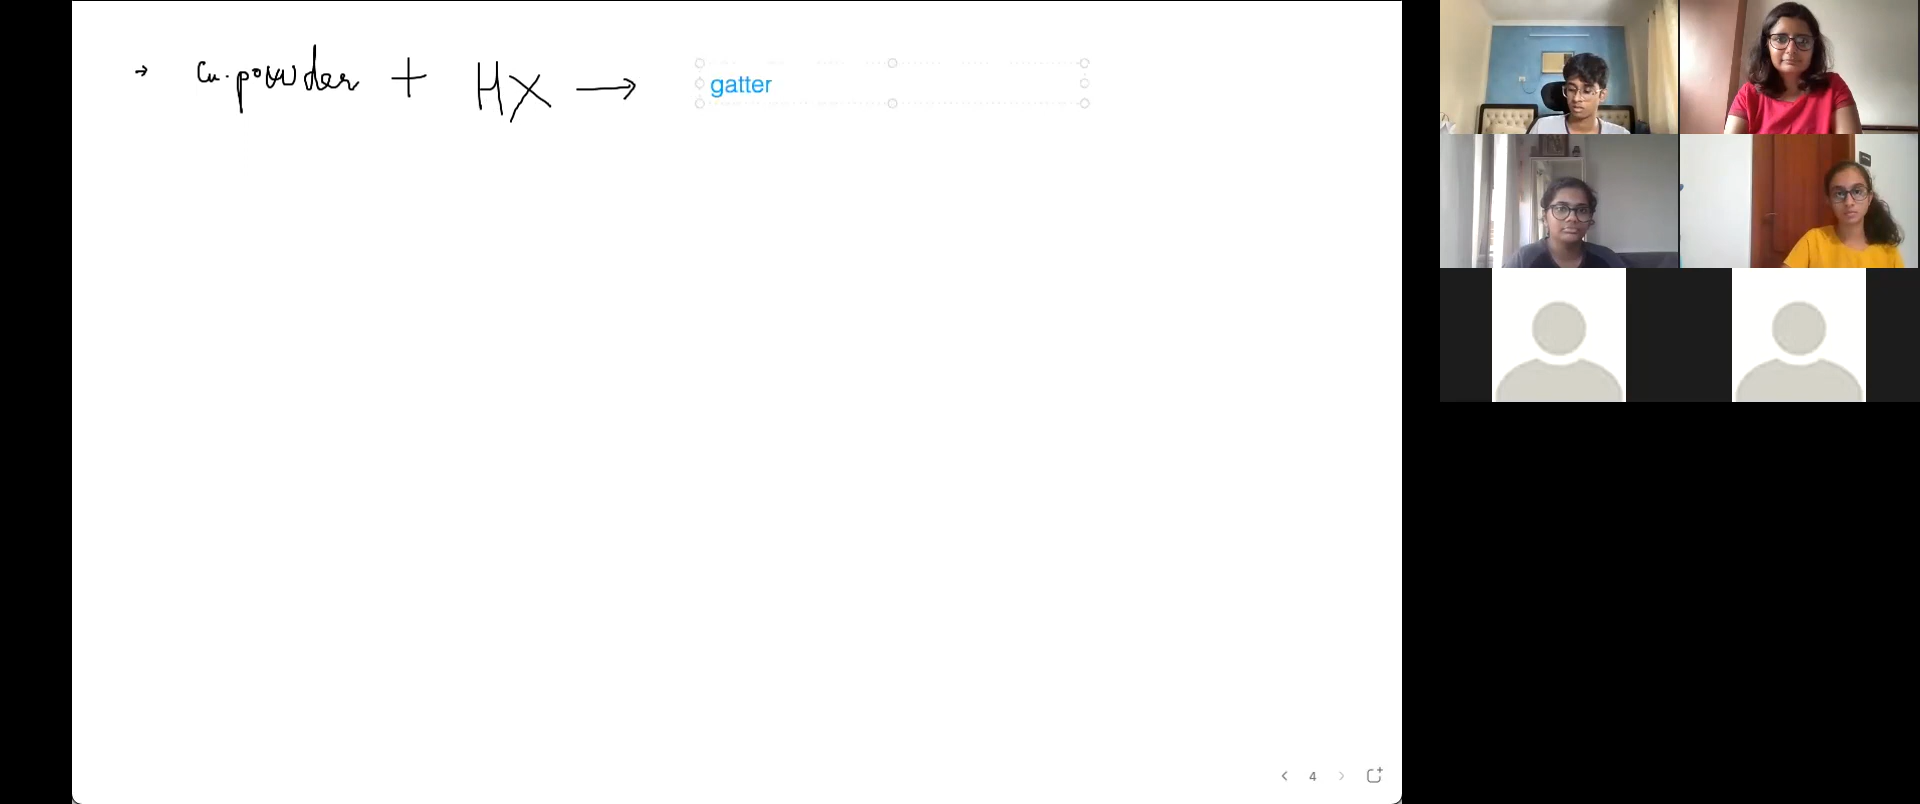 → Cu.powder + HX → gatter
4